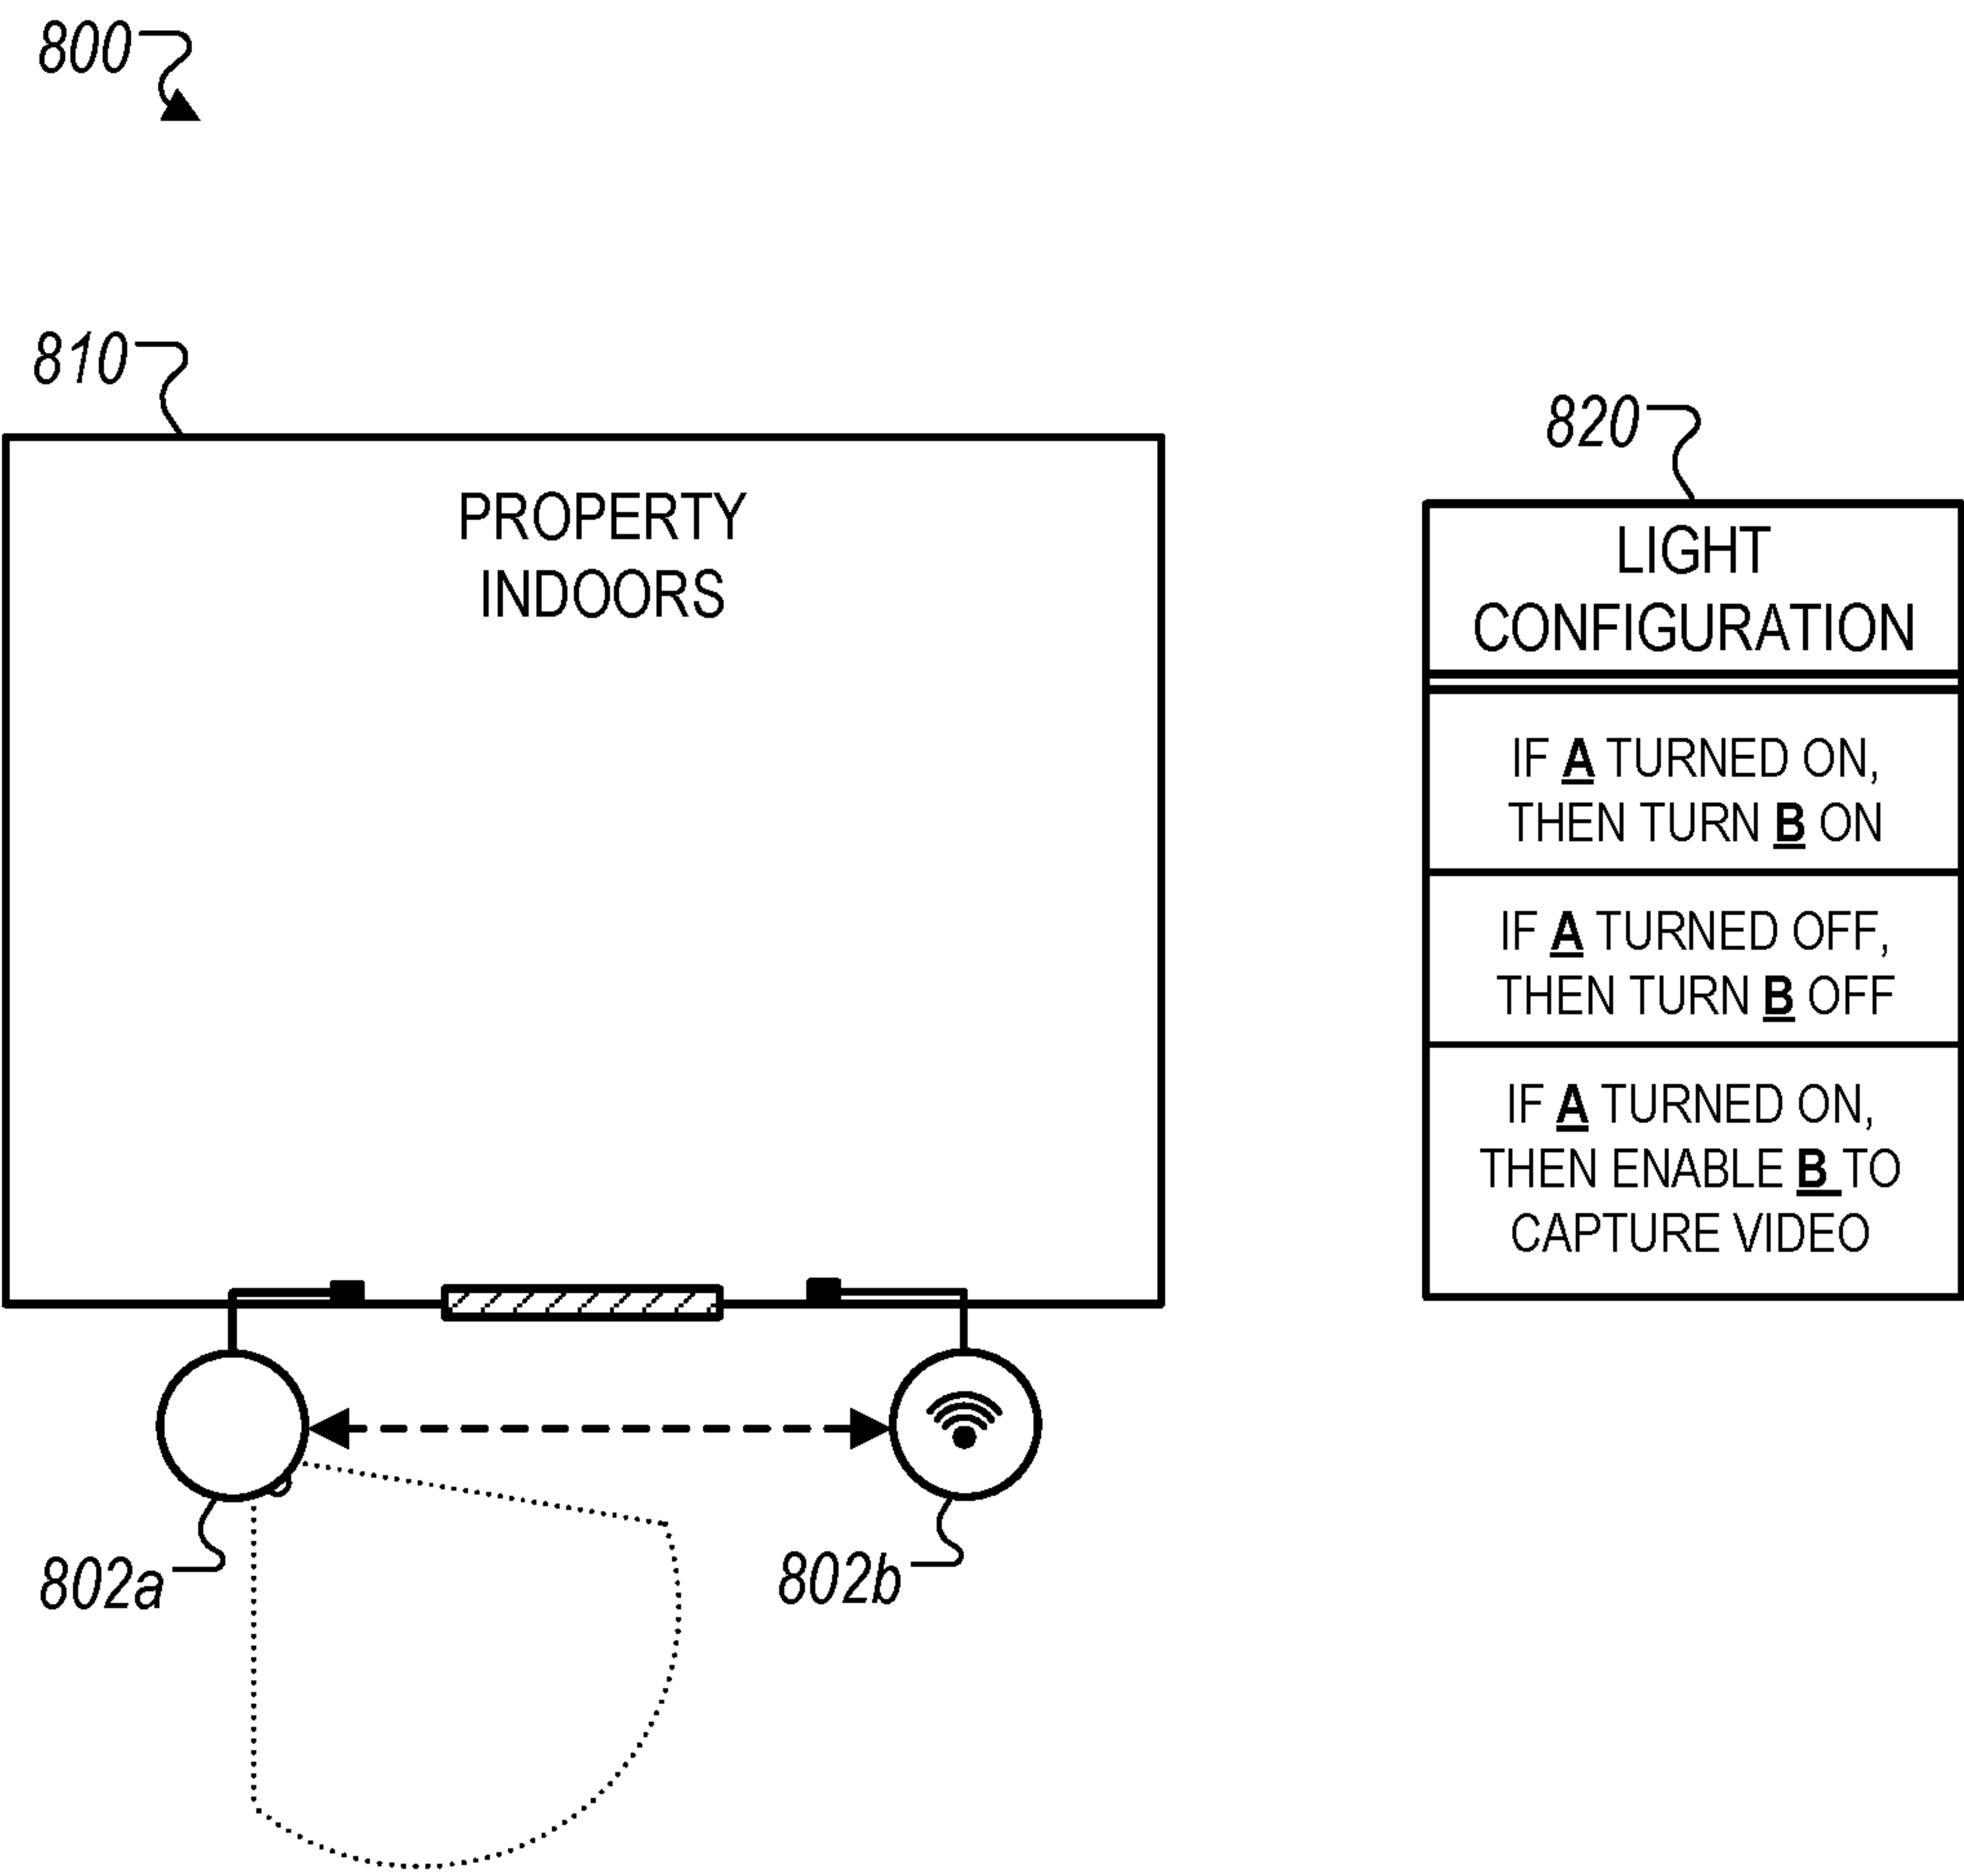 800
810
PROPERTY
INDOORS
820
LIGHT
CONFIGURATION
IF A TURNED ON,
THEN TURN B ON
IF A TURNED OFF,
THEN TURN B OFF
IF A TURNED ON,
THEN ENABLE B TO
CAPTURE VIDEO
802a
802b